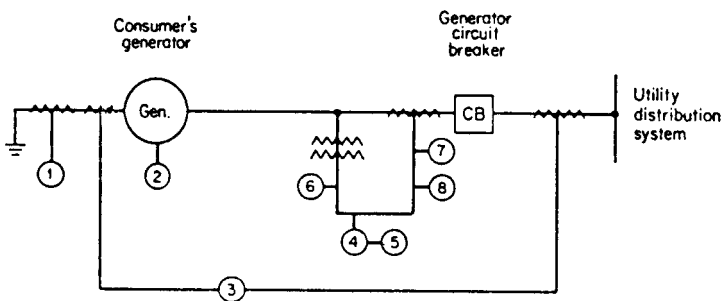 Consumer's
generator
Generator
circuit
breaker
Gen.
CB
Utility
distribution
system
1
2
7
6
8
4
5
3